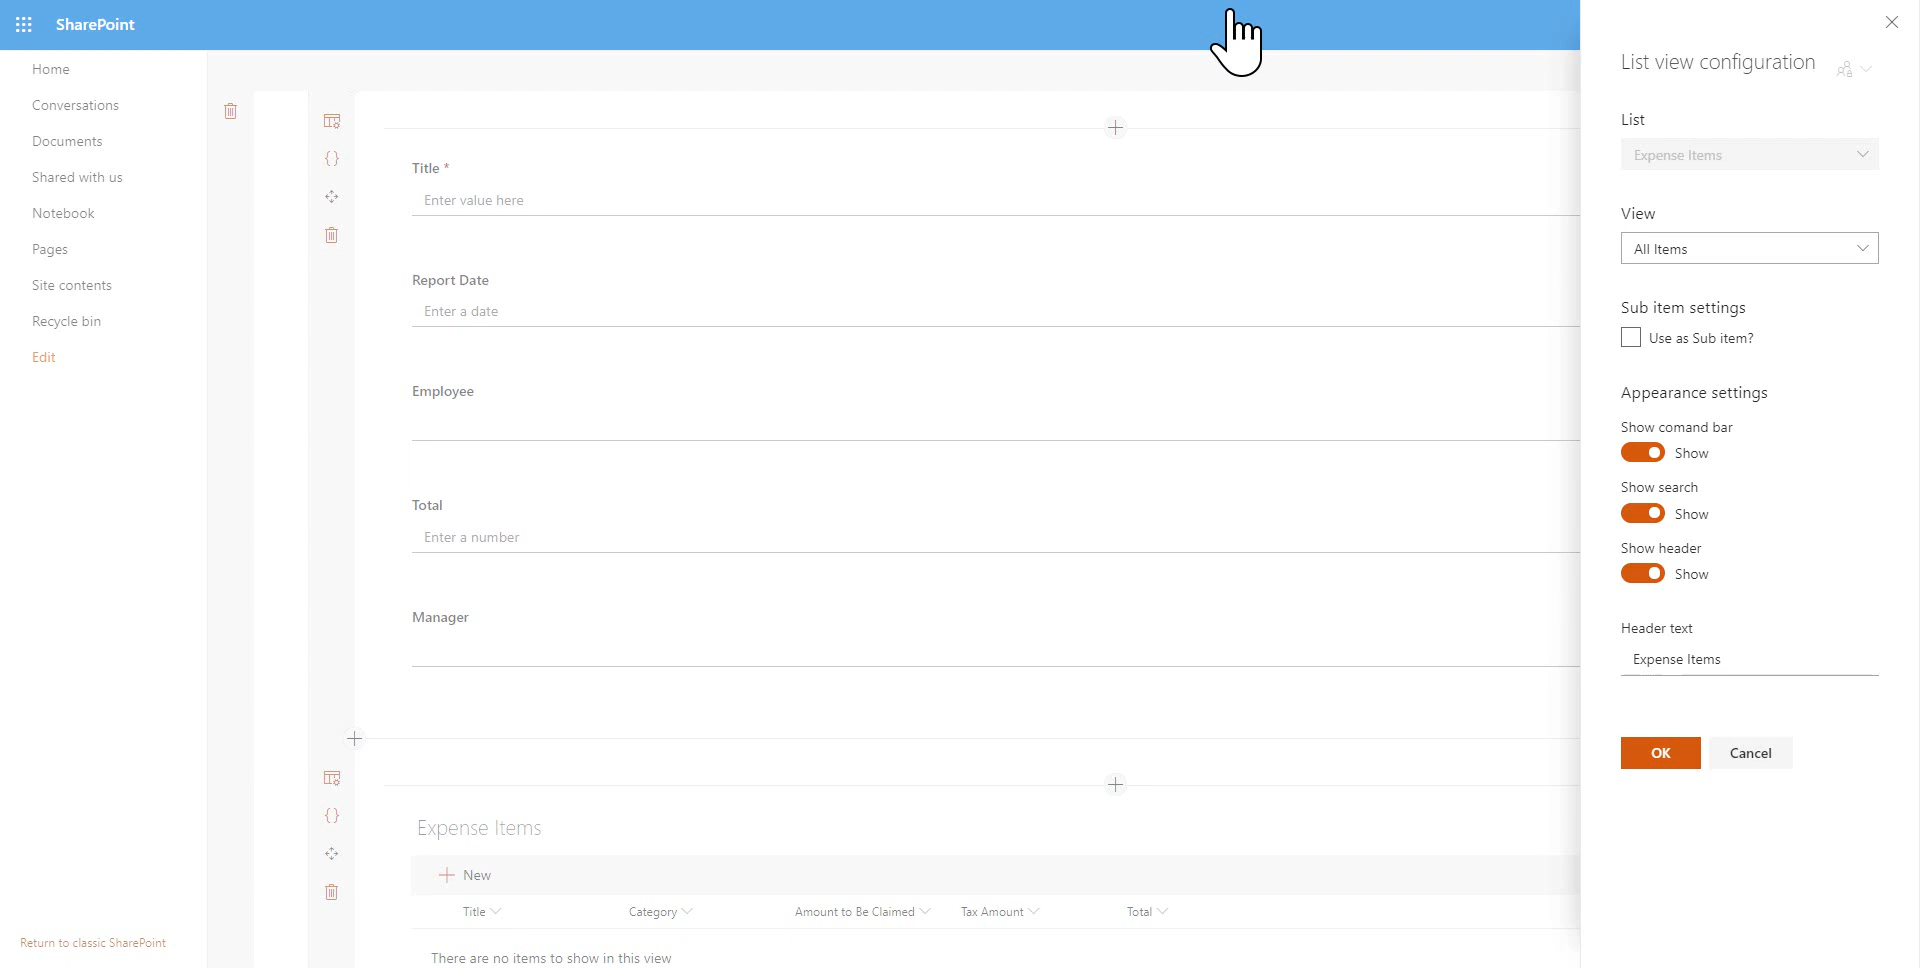 SharePoint
Home
Conversations
Documents
Shared with us
Notebook
Pages
Site contents
Recycle bin
Edit
Return to classic SharePoint
Title *
Enter value here
Report Date
Enter a date
Employee
Total
Enter a number
Manager
Expense Items
New
Title Category Amount to Be Claimed Tax Amount Total
There are no items to show in this view
List view configuration
List
Expense Items
View
All Items
Sub item settings
Use as Sub item?
Appearance settings
Show comand bar
Show
Show search
Show
Show header
Show
Header text
Expense Items
OK Cancel